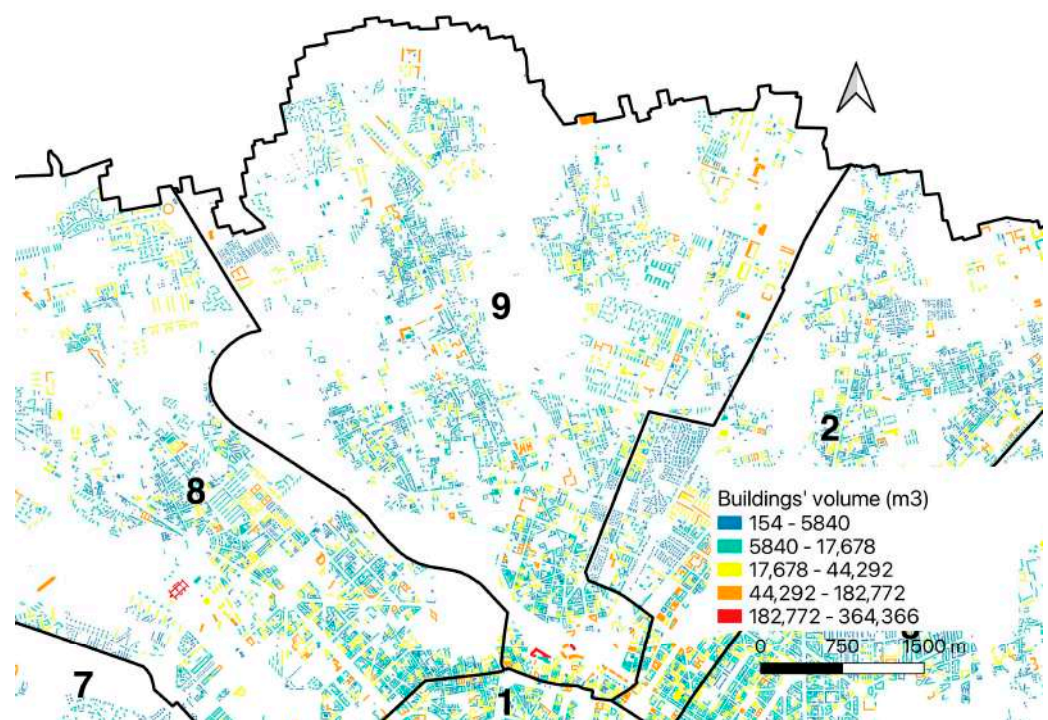 9
2
8
Buildings' volume (m3)
154 - 5840
5840 - 17,678
17,678 - 44,292
44,292 - 182,772
182,772 - 364,366
0 750 1500 m
7
1